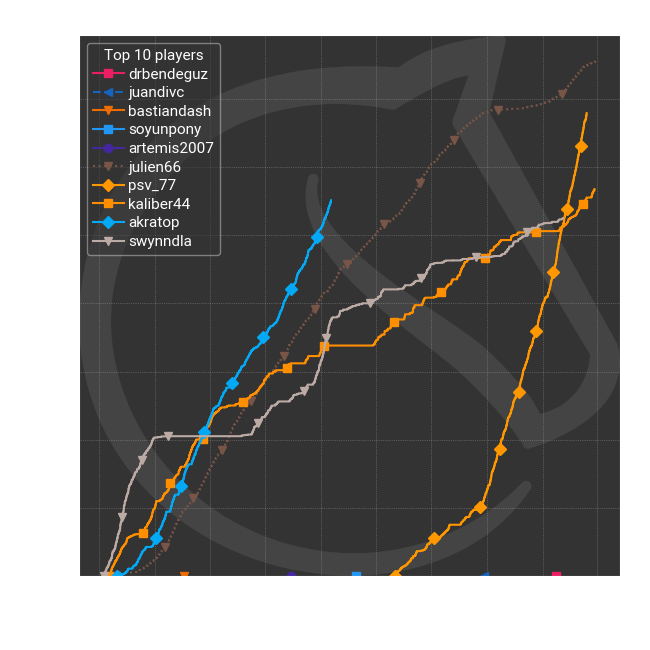 Top 10 players
drbendeguz
juandivc
bastiandash
soyunpony
artemis2007
julien66
psv_77
kaliber44
akratop
swynndla